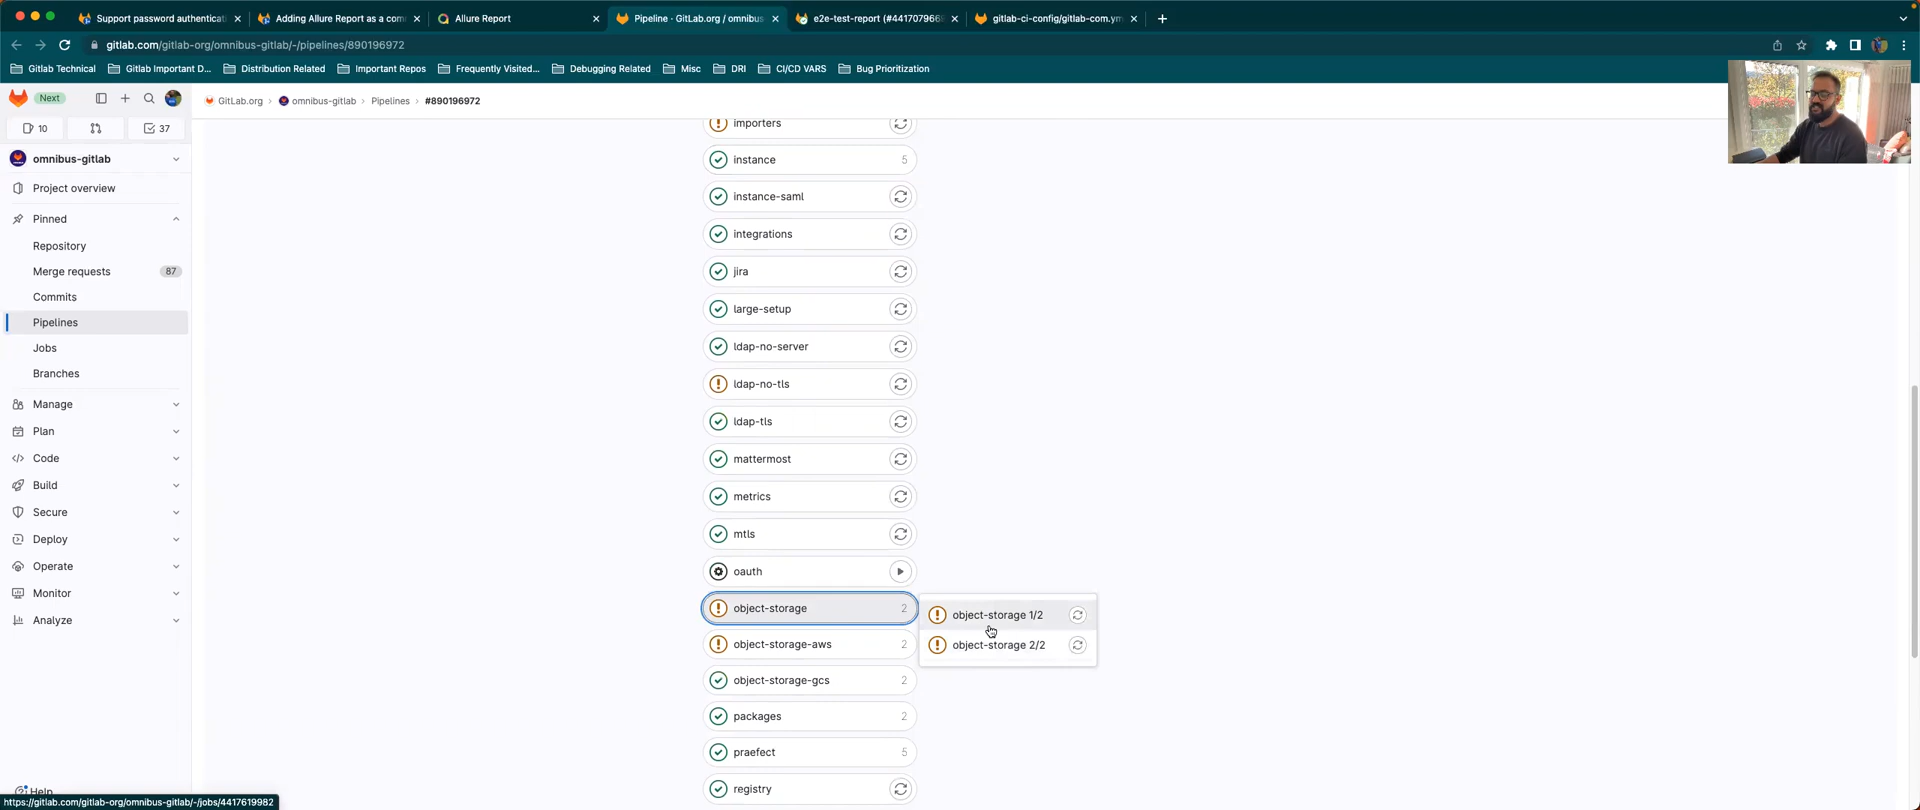 Support password authenticati
Adding Allure Report as a com
Allure Report
Pipeline · GitLab.org / omnibus-
e2e-test-report (#441707966
gitlab-ci-config/gitlab-com.ym
gitlab.com/gitlab-org/omnibus-gitlab/-/pipelines/890196972
Gitlab Technical
Gitlab Important D...
Distribution Related
Important Repos
Frequently Visited...
Debugging Related
Misc
DRI
CI/CD VARS
Bug Prioritization
Next
GitLab.org
omnibus-gitlab
Pipelines
#890196972
10
37
omnibus-gitlab
Project overview
Pinned
Repository
Merge requests 87
Commits
Pipelines
Jobs
Branches
Manage
Plan
Code
Build
Secure
Deploy
Operate
Monitor
Analyze
Help
https://gitlab.com/gitlab-org/omnibus-gitlab/-/jobs/4417619982
importers
instance 5
instance-saml
integrations
jira
large-setup
ldap-no-server
ldap-no-tls
ldap-tls
mattermost
metrics
mtls
oauth
object-storage 2
object-storage-aws 2
object-storage-gcs 2
packages 2
praefect 5
registry
object-storage 1/2
object-storage 2/2